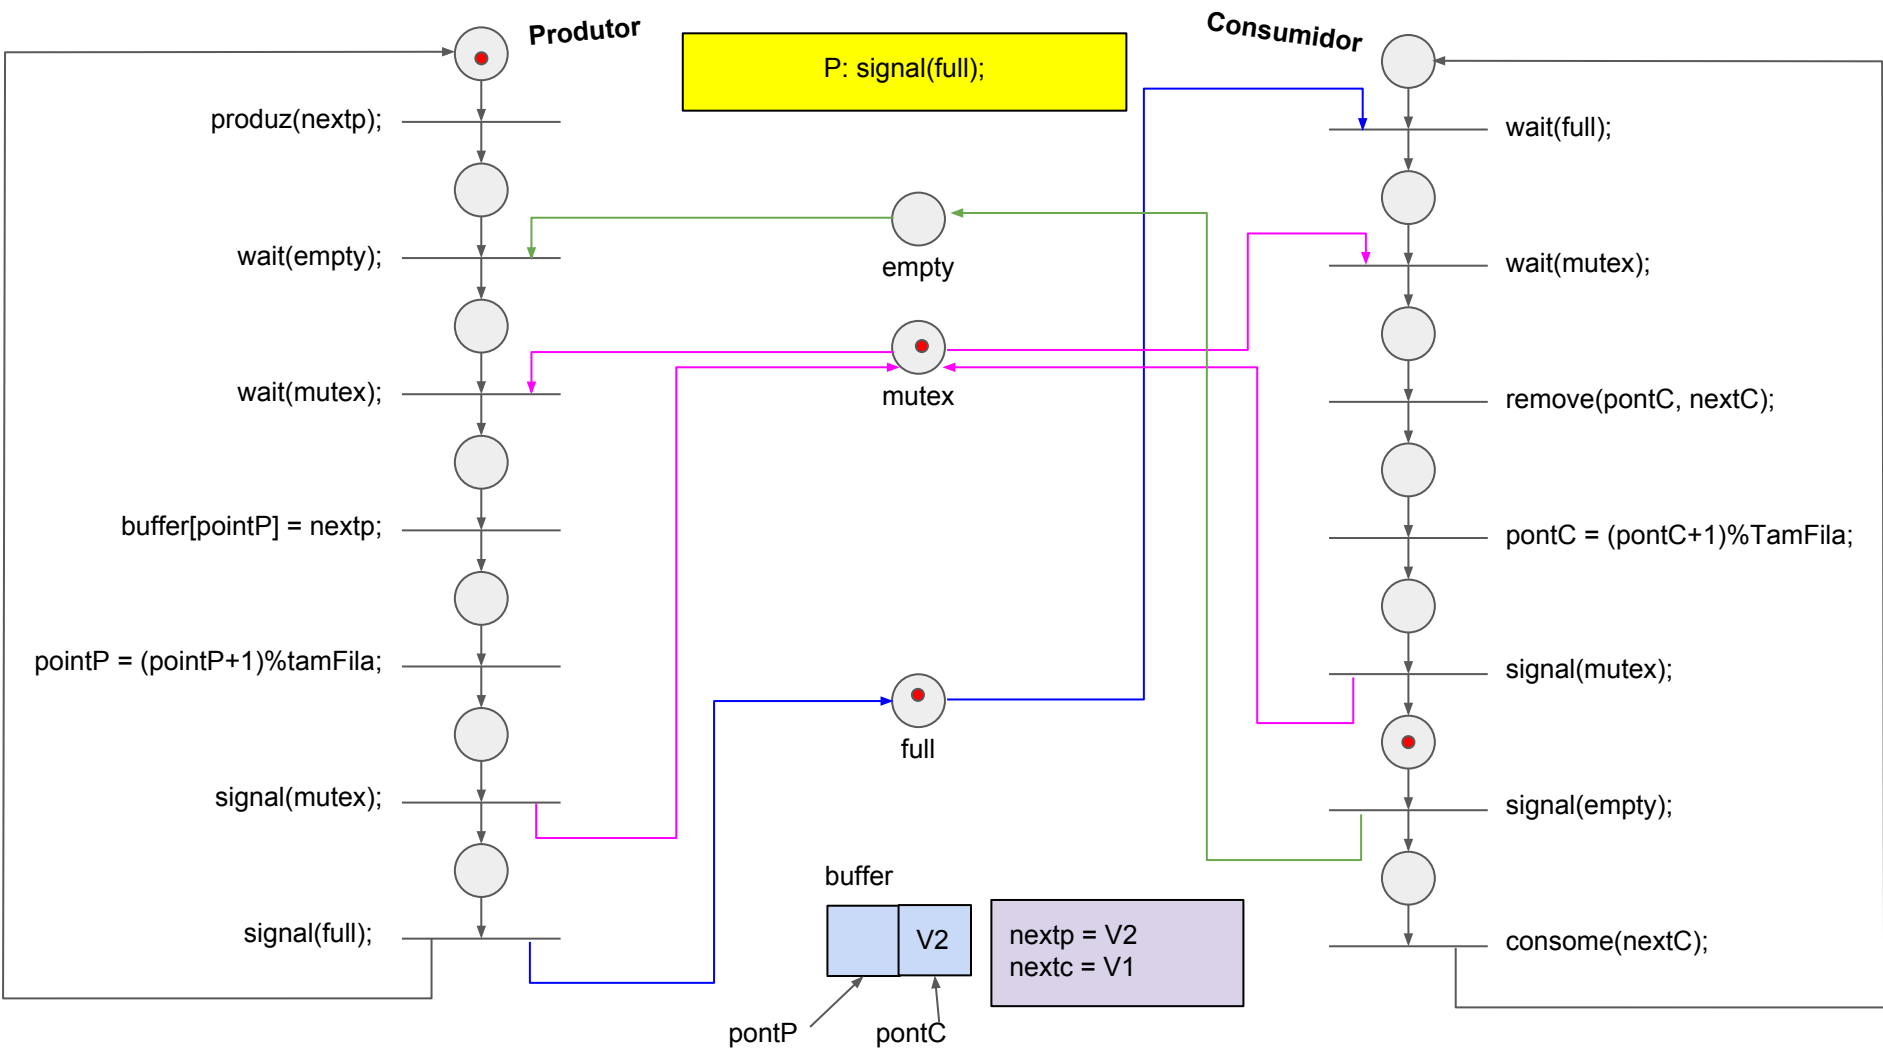 Produtor
Consumidor
P: signal(full);
produz(nextp);
wait(full);
wait(empty);
empty
wait(mutex);
wait(mutex);
mutex
remove(pontC, nextC);
buffer[pointP] = nextp;
pontC = (pontC+1)%TamFila;
pointP = (pointP+1)%tamFila;
signal(mutex);
full
signal(mutex);
signal(empty);
buffer
signal(full);
V2
nextp = V2
nextc = V1
consome(nextC);
pontP
pontC